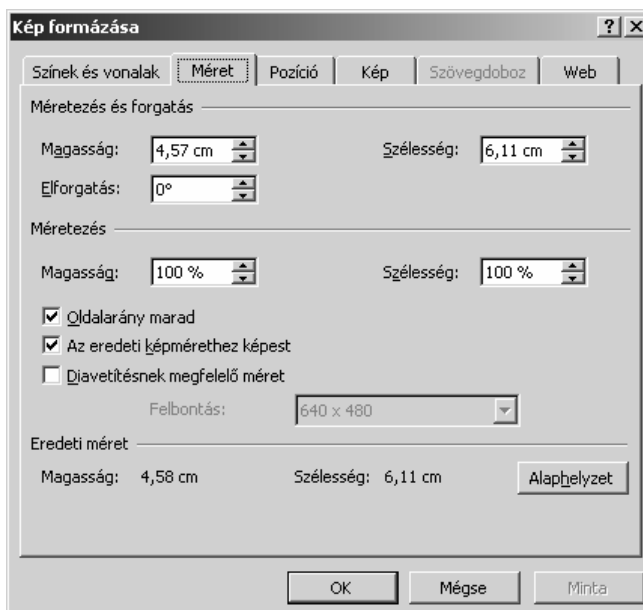 Kép formázása
Színek és vonalak Méret Pozíció Kép Szövegdoboz Web
Méretezés és forgatás
Magasság: 4,57 cm Szélesség: 6,11 cm
Elforgatás: 0°
Méretezés
Magasság: 100 % Szélesség: 100 %
Oldalarány marad
Az eredeti képmérethez képest
Diavetítésnek megfelelő méret
Felbontás: 640 x 480
Eredeti méret
Magasság: 4,58 cm Szélesség: 6,11 cm Alaphelyzet
OK Mégse Minta